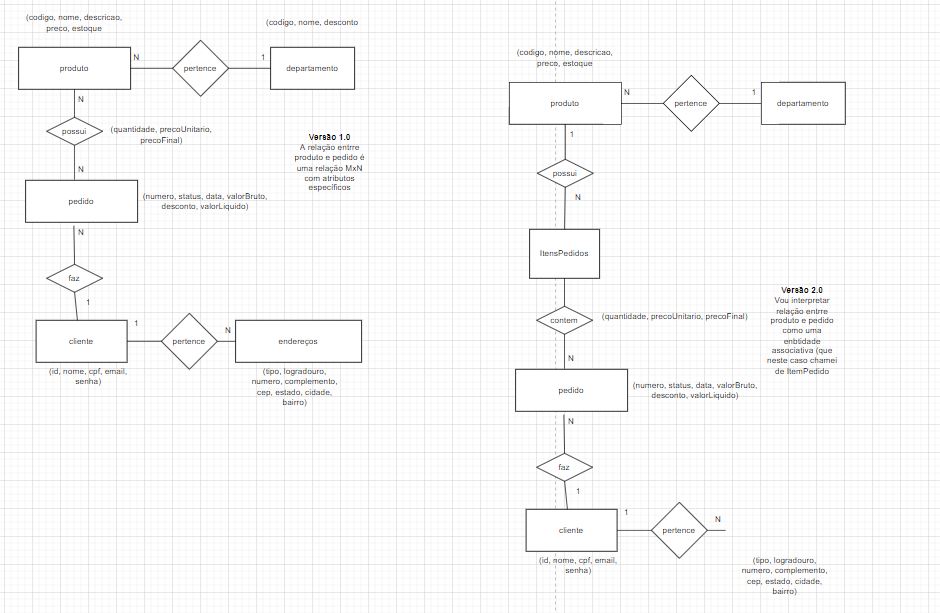 (codigo, nome, descricao,
preco, estoque
(codigo, nome, desconto
produto
N
pertence
1
departamento
N
possui
(quantidade, precoUnitario,
precoFinal)
N
pedido
(numero, status, data, valorBruto,
desconto, valorLiquido)
N
faz
1
cliente
1
pertence
N
endereços
(id, nome, cpf, email,
senha)
(tipo, logradouro,
numero, complemento,
cep, estado, cidade,
bairro)
Versão 1.0
A relação entrre
produto e pedido é
uma relação MxN
com atributos
específicos
(codigo, nome, descricao,
preco, estoque
produto
N
pertence
1
departamento
1
possui
N
ItensPedidos
contem
(quantidade, precoUnitario, precoFinal)
N
pedido
(numero, status, data, valorBruto,
desconto, valorLiquido)
N
faz
1
cliente
1
pertence
N
(id, nome, cpf, email,
senha)
(tipo, logradouro,
numero, complemento,
cep, estado, cidade,
bairro)
Versão 2.0
Vou interpretar
relação entrre
produto e pedido
como uma
enbtidade
associativa (que
neste caso chamei
de ItemPedido